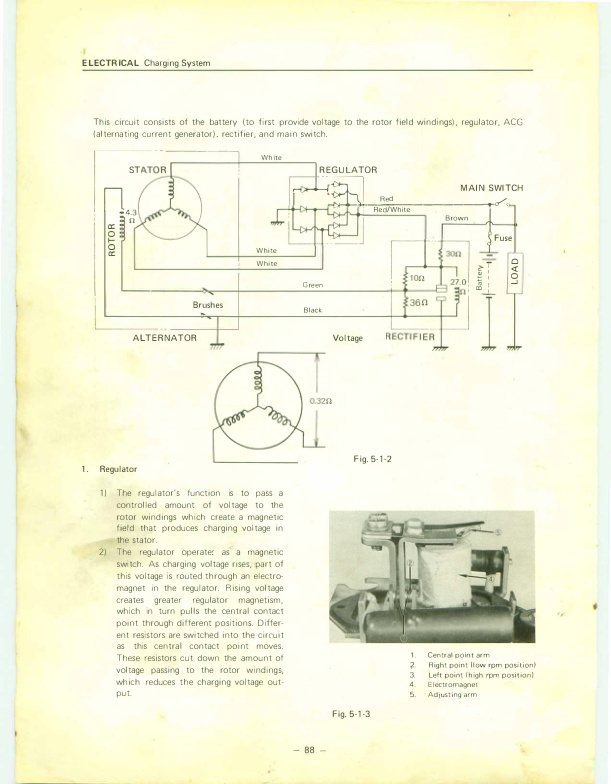 ELECTRICAL Charging System
This circuit consists of the battery (to first provide voltage to the rotor field windings), regulator, ACG
(alternating current generator), rectifier, and main switch.
White
STATOR
REGULATOR
MAIN SWITCH
Red
Red/White
Brown
4.3
Ω
ROTOR
Fuse
30Ω
White
White
10Ω
27.0
Ω
Battery
LOAD
Green
36Ω
Brushes
Black
ALTERNATOR
Voltage
RECTIFIER
0.32Ω
Fig. 5-1-2
1. Regulator
1) The regulator's function is to pass a
controlled amount of voltage to the
rotor windings which create a magnetic
field that produces charging voltage in
the stator.
2) The regulator operates as a magnetic
switch. As charging voltage rises, part of
this voltage is routed through an electro-
magnet in the regulator. Rising voltage
creates greater regulator magnetism,
which in turn pulls the central contact
point through different positions. Differ-
ent resistors are switched into the circuit
as this central contact point moves.
These resistors cut down the amount of
voltage passing to the rotor windings,
which reduces the charging voltage out-
put.
2
4
1. Central point arm
2. Right point (low rpm position)
3. Left point (high rpm position)
4. Electromagnet
5. Adjusting arm
Fig. 5-1-3
— 88 —